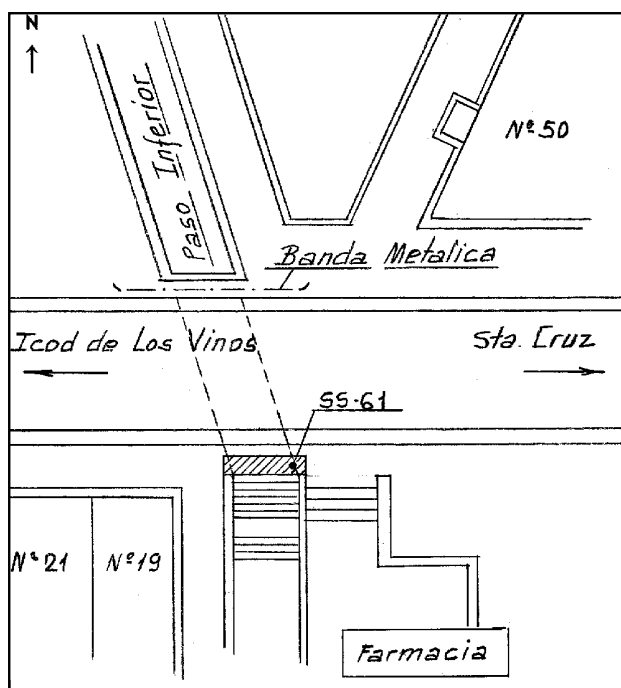 N
Paso Inferior
Nº 50
Banda Metalica
Icod de Los Vinos
Sta. Cruz
SS-61
Nº 21
Nº 19
Farmacia